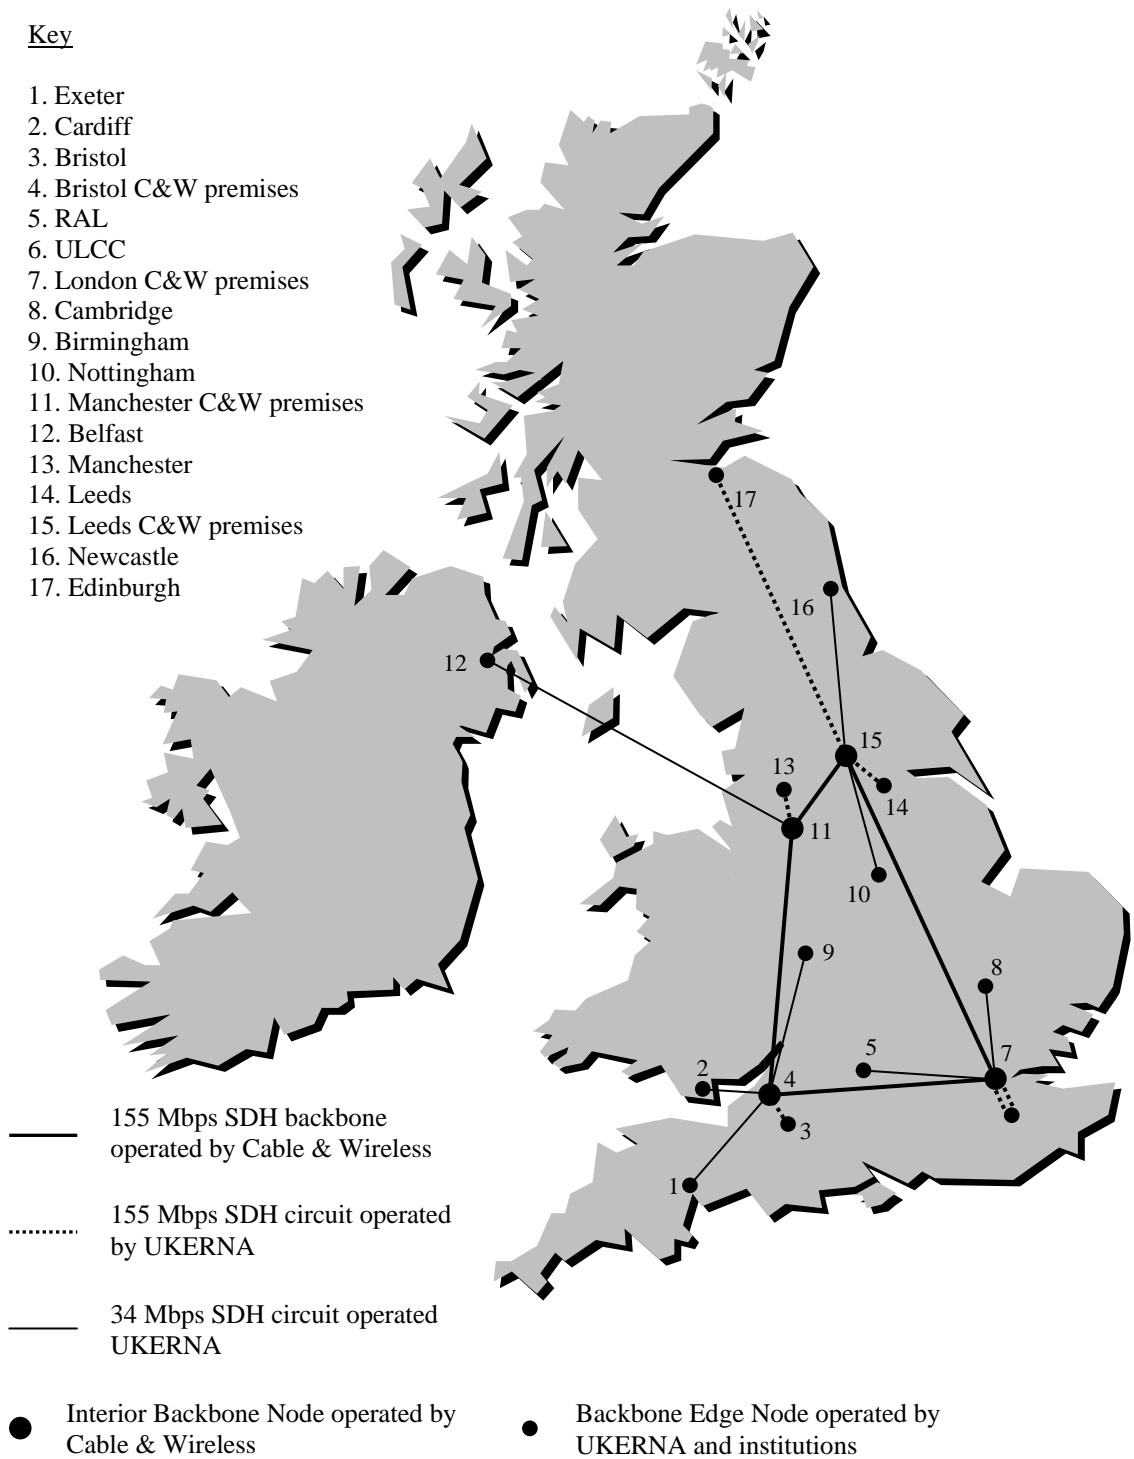 Key
1. Exeter
2. Cardiff
3. Bristol
4. Bristol C&W premises
5. RAL
6. ULCC
7. London C&W premises
8. Cambridge
9. Birmingham
10. Nottingham
11. Manchester C&W premises
12. Belfast
13. Manchester
14. Leeds
15. Leeds C&W premises
16. Newcastle
17. Edinburgh
17
16
12
15
13
14
11
10
9
8
5
7
2
4
3
1
155 Mbps SDH backbone
operated by Cable & Wireless
155 Mbps SDH circuit operated
by UKERNA
34 Mbps SDH circuit operated
UKERNA
Interior Backbone Node operated by
Cable & Wireless
Backbone Edge Node operated by
UKERNA and institutions